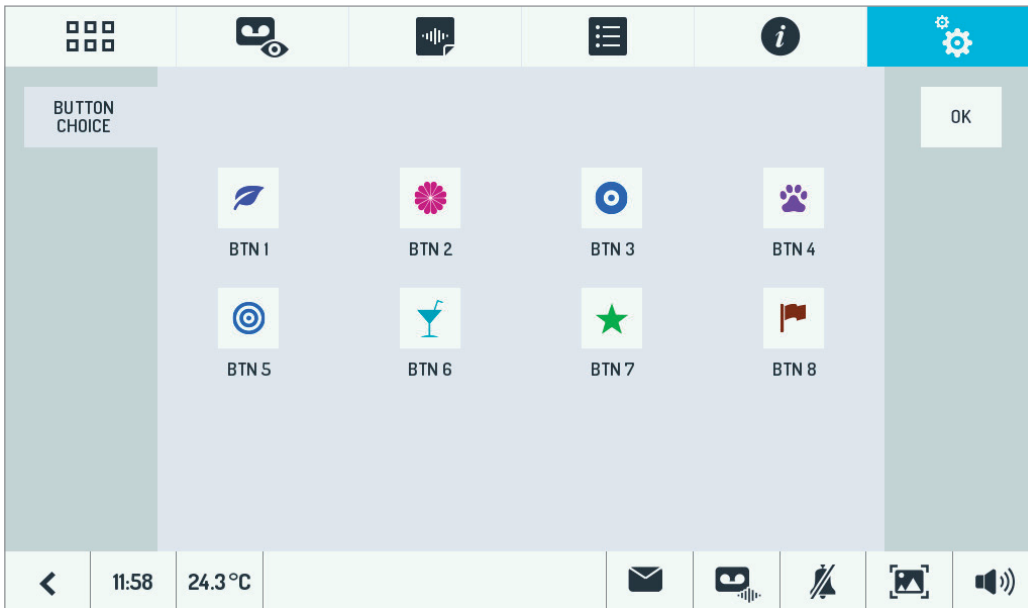 BUTTON
CHOICE
OK
BTN 1
BTN 2
BTN 3
BTN 4
BTN 5
BTN 6
BTN 7
BTN 8
11:58
24.3 °C